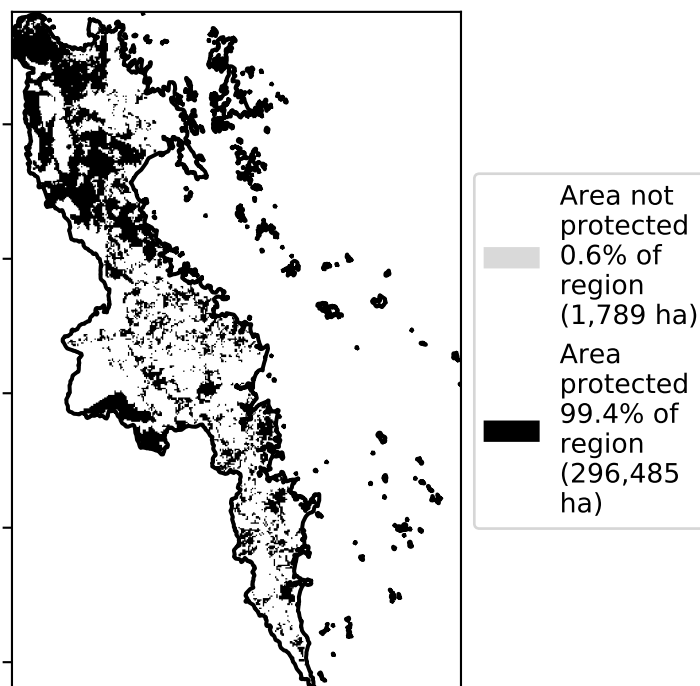 Area not
protected
0.6% of
region
(1,789 ha)
Area
protected
99.4% of
region
(296,485
ha)